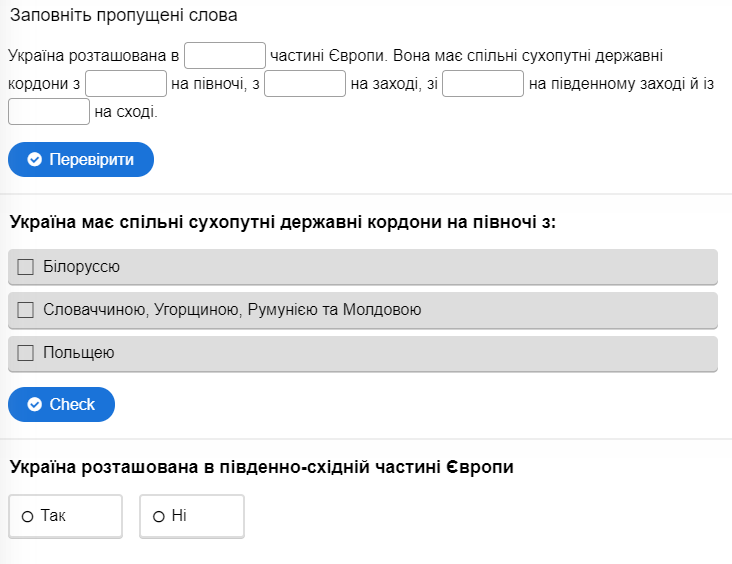 Заповніть пропущені слова
Україна розташована в частині Європи. Вона має спільні сухопутні державні
кордони з на півночі, з на заході, зі на південному заході й із
на сході.
Перевірити
Україна має спільні сухопутні державні кордони на півночі з:
Білоруссю
Словаччиною, Угорщиною, Румунією та Молдовою
Польщею
Check
Україна розташована в південно-східній частині Європи
Так Ні